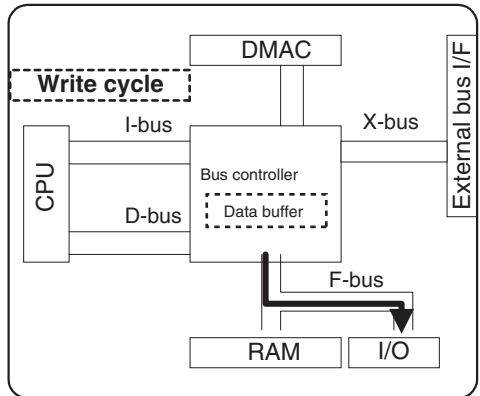 DMAC
Write cycle
External bus I/F
I-bus
X-bus
CPU
Bus controller
Data buffer
D-bus
F-bus
RAM
I/O